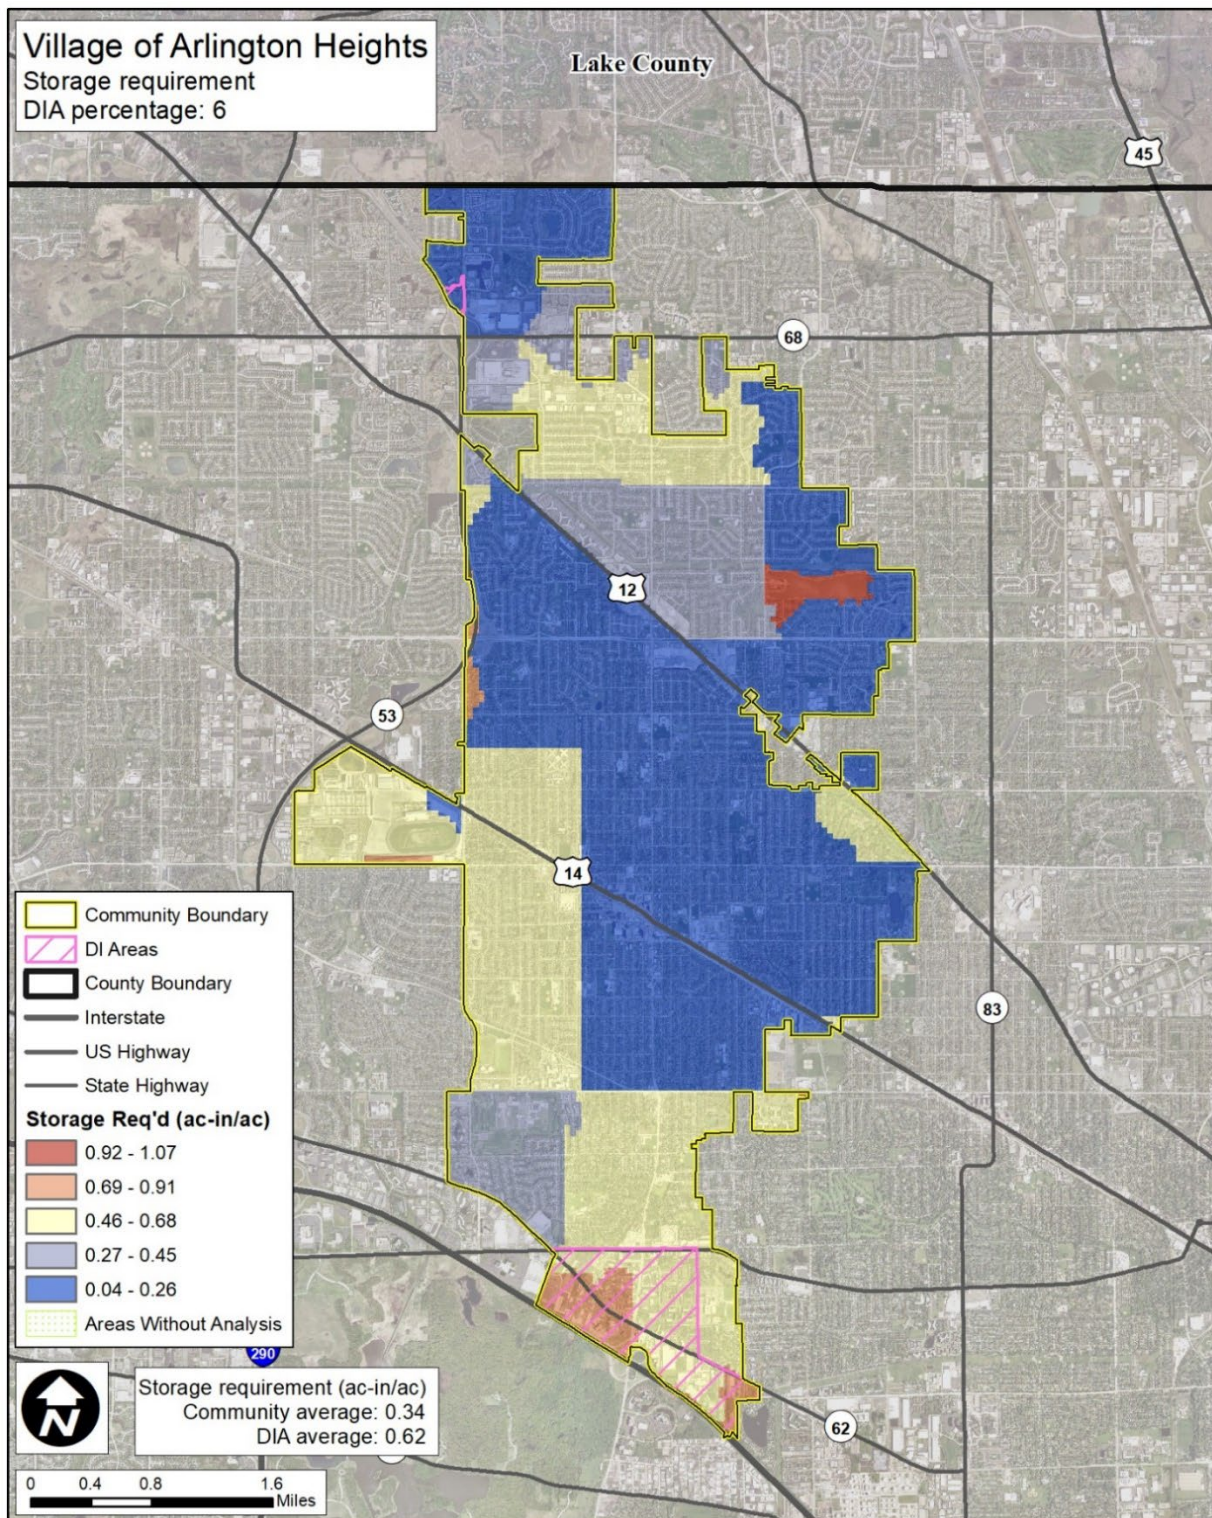 Village of Arlington Heights
Storage requirement
DIA percentage: 6
Lake County
45
68
12
53
14
83
Community Boundary
DI Areas
County Boundary
Interstate
US Highway
State Highway
Storage Req'd (ac-in/ac)
0.92 - 1.07
0.69 - 0.91
0.46 - 0.68
0.27 - 0.45
0.04 - 0.26
Areas Without Analysis
290
N
Storage requirement (ac-in/ac)
Community average: 0.34
DIA average: 0.62
62
0 0.4 0.8 1.6
Miles